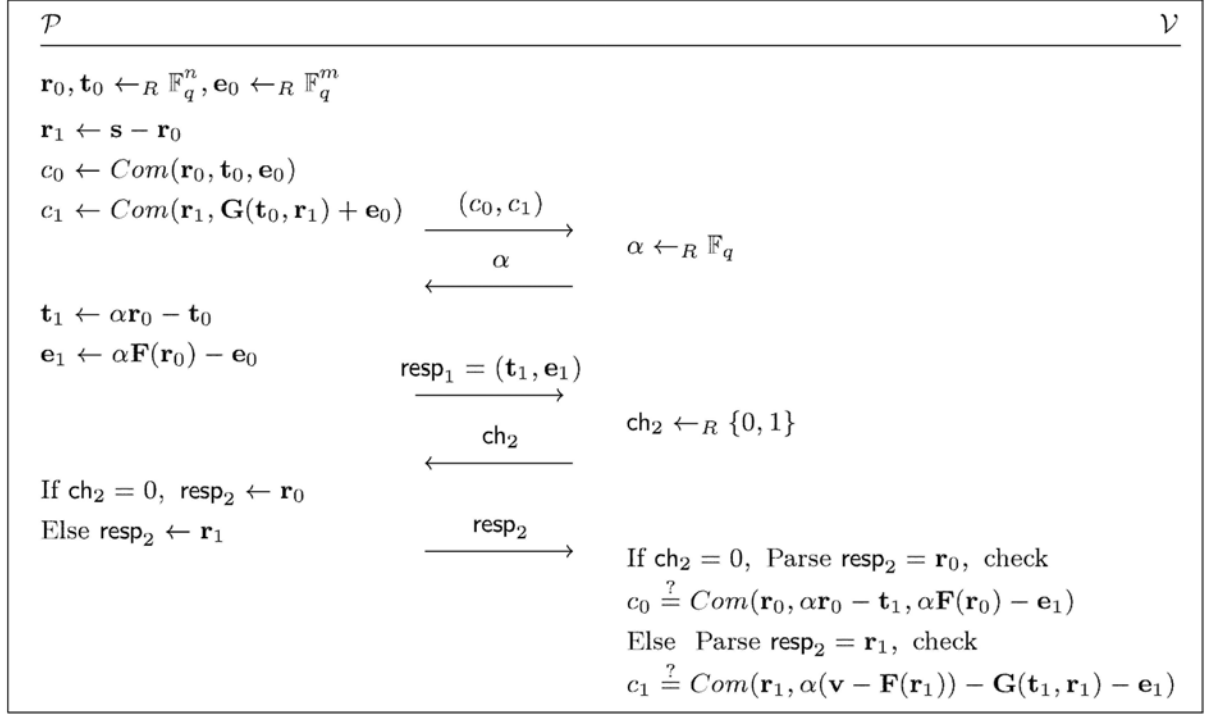 𝒫 𝒱
r₀, t₀ ←_R 𝔽_q^n, e₀ ←_R 𝔽_q^m
r₁ ← s − r₀
c₀ ← Com(r₀, t₀, e₀)
c₁ ← Com(r₁, G(t₀, r₁) + e₀) (c₀, c₁)
α ←_R 𝔽_q
α
t₁ ← αr₀ − t₀
e₁ ← αF(r₀) − e₀
resp₁ = (t₁, e₁)
ch₂ ←_R {0, 1}
ch₂
If ch₂ = 0, resp₂ ← r₀
Else resp₂ ← r₁ resp₂
If ch₂ = 0, Parse resp₂ = r₀, check
c₀ ≟ Com(r₀, αr₀ − t₁, αF(r₀) − e₁)
Else Parse resp₂ = r₁, check
c₁ ≟ Com(r₁, α(v − F(r₁)) − G(t₁, r₁) − e₁)